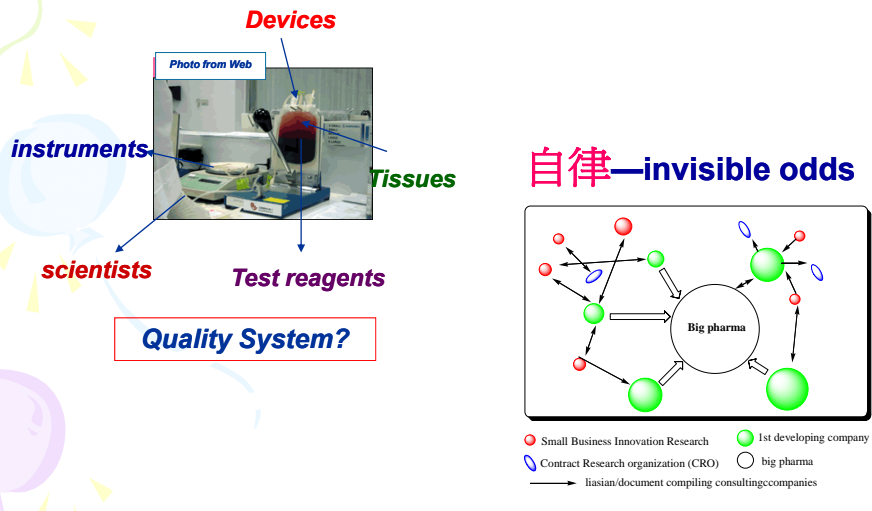 Devices
Photo from Web
instruments
Tissues
scientists
Test reagents
Quality System?
自律—invisible odds
Big pharma
Small Business Innovation Research
1st developing company
Contract Research organization (CRO)
big pharma
liasian/document compiling consultingccompanies